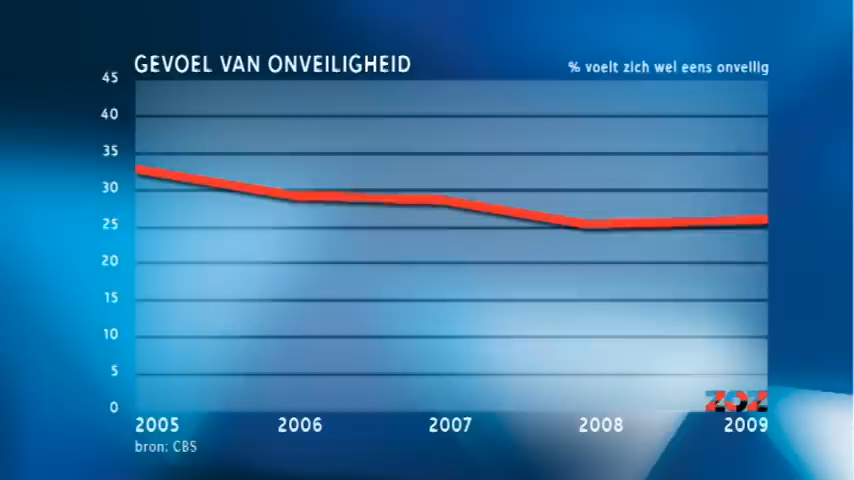 GEVOEL VAN ONVEILIGHEID
% voelt zich wel eens onveilig
45
40
35
30
25
20
15
10
5
0
ZOZ
2005 2006 2007 2008 2009
bron: CBS